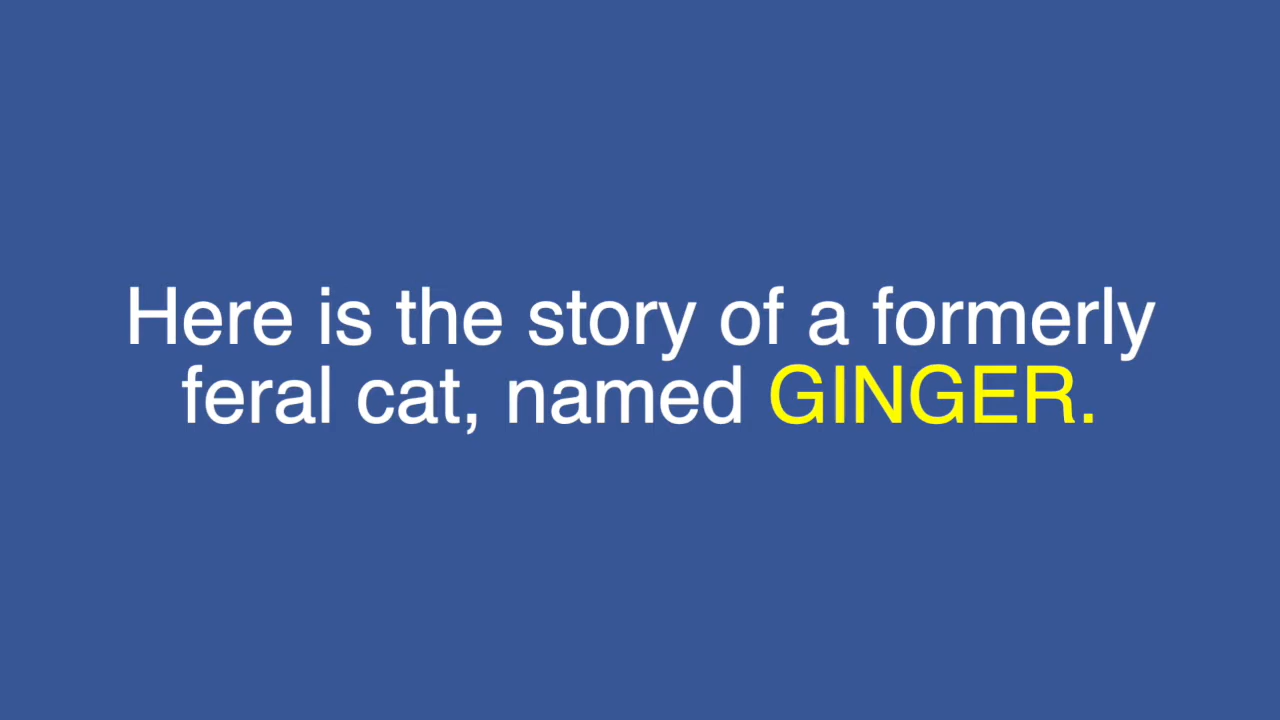 Here is the story of a formerly
feral cat, named GINGER.